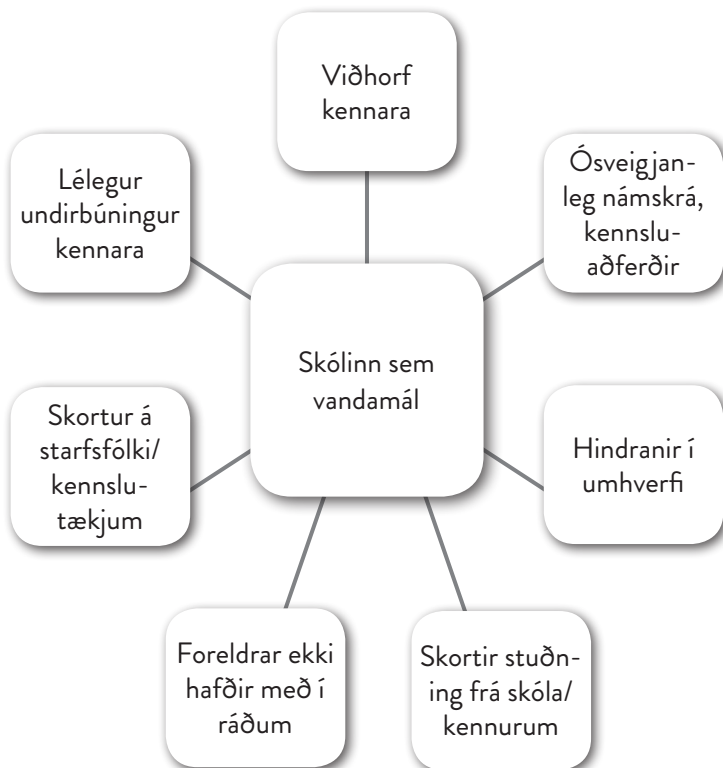 Viðhorf
kennara
Lélegur
undirbúningur
kennara
Ósveigjan-
leg námskrá,
kennslu-
aðferðir
Skólinn sem
vandamál
Skortur á
starfsfólki/
kennslu-
tækjum
Hindranir í
umhverfi
Foreldrar ekki
hafðir með í
ráðum
Skortir stuðn-
ing frá skóla/
kennurum